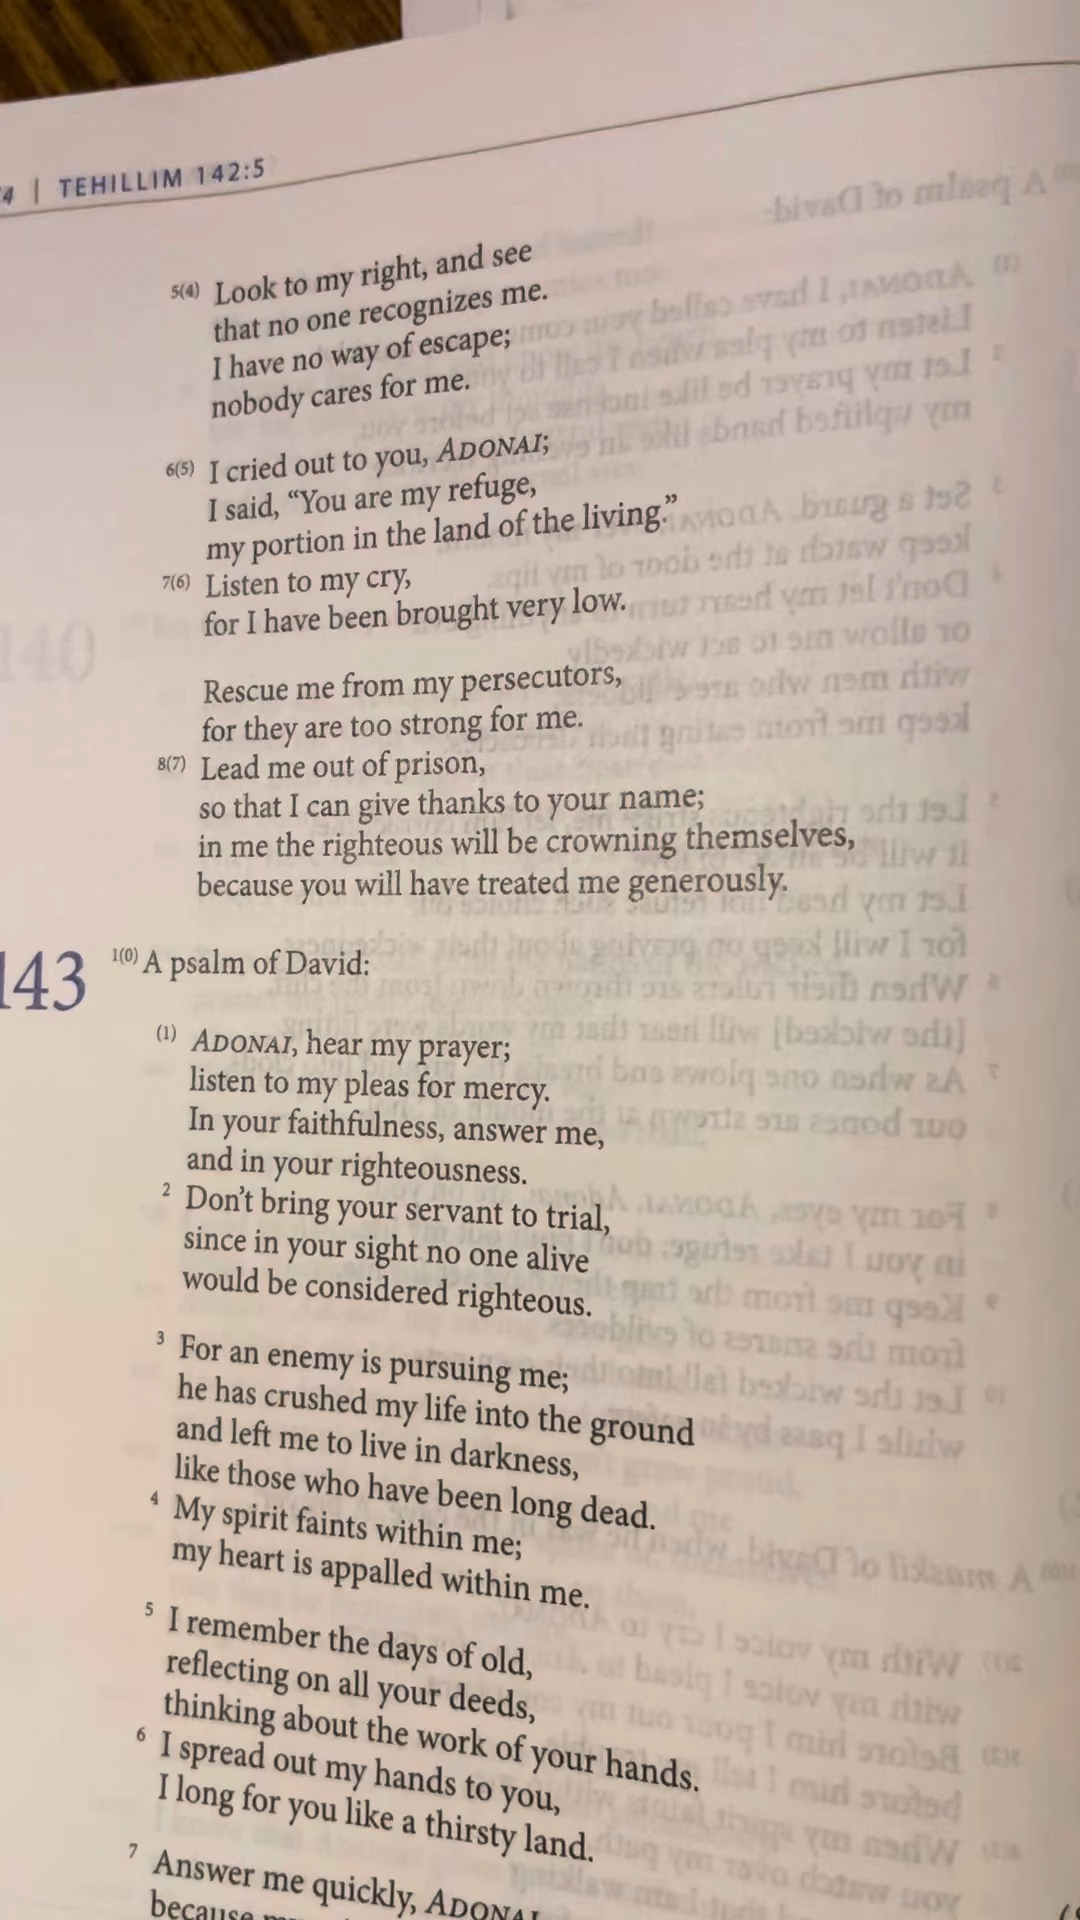 4 | TEHILLIM 142:5
5(4) Look to my right, and see
that no one recognizes me.
I have no way of escape;
nobody cares for me.
6(5) I cried out to you, ADONAI;
I said, “You are my refuge,
my portion in the land of the living.”
7(6) Listen to my cry,
for I have been brought very low.
Rescue me from my persecutors,
for they are too strong for me.
8(7) Lead me out of prison,
so that I can give thanks to your name;
in me the righteous will be crowning themselves,
because you will have treated me generously.
143 1(0) A psalm of David:
(1) ADONAI, hear my prayer;
listen to my pleas for mercy.
In your faithfulness, answer me,
and in your righteousness.
2 Don’t bring your servant to trial,
since in your sight no one alive
would be considered righteous.
3 For an enemy is pursuing me;
he has crushed my life into the ground
and left me to live in darkness,
like those who have been long dead.
4 My spirit faints within me;
my heart is appalled within me.
5 I remember the days of old,
reflecting on all your deeds,
thinking about the work of your hands.
6 I spread out my hands to you,
I long for you like a thirsty land.
7 Answer me quickly, ADONAI
because